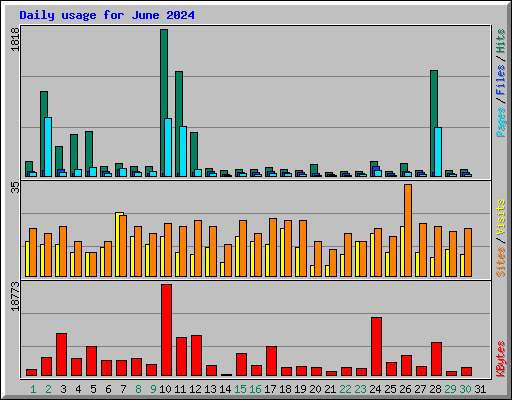 Daily usage for June 2024
1818
Pages / Files / Hits
35
Sites / Visits
18773
KBytes
1 2 3 4 5 6 7 8 9 10 11 12 13 14 15 16 17 18 19 20 21 22 23 24 25 26 27 28 29 30 31